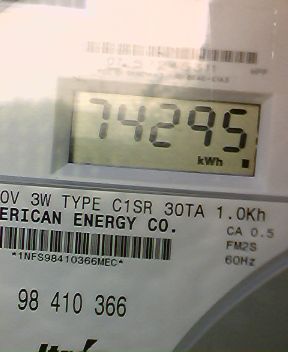 74295
kWh
0V 3W TYPE C1SR 30TA 1.0Kh
ERICAN ENERGY CO.
CA 0.5
FM2S
60Hz
*1NFS98410366MEC*
98 410 366